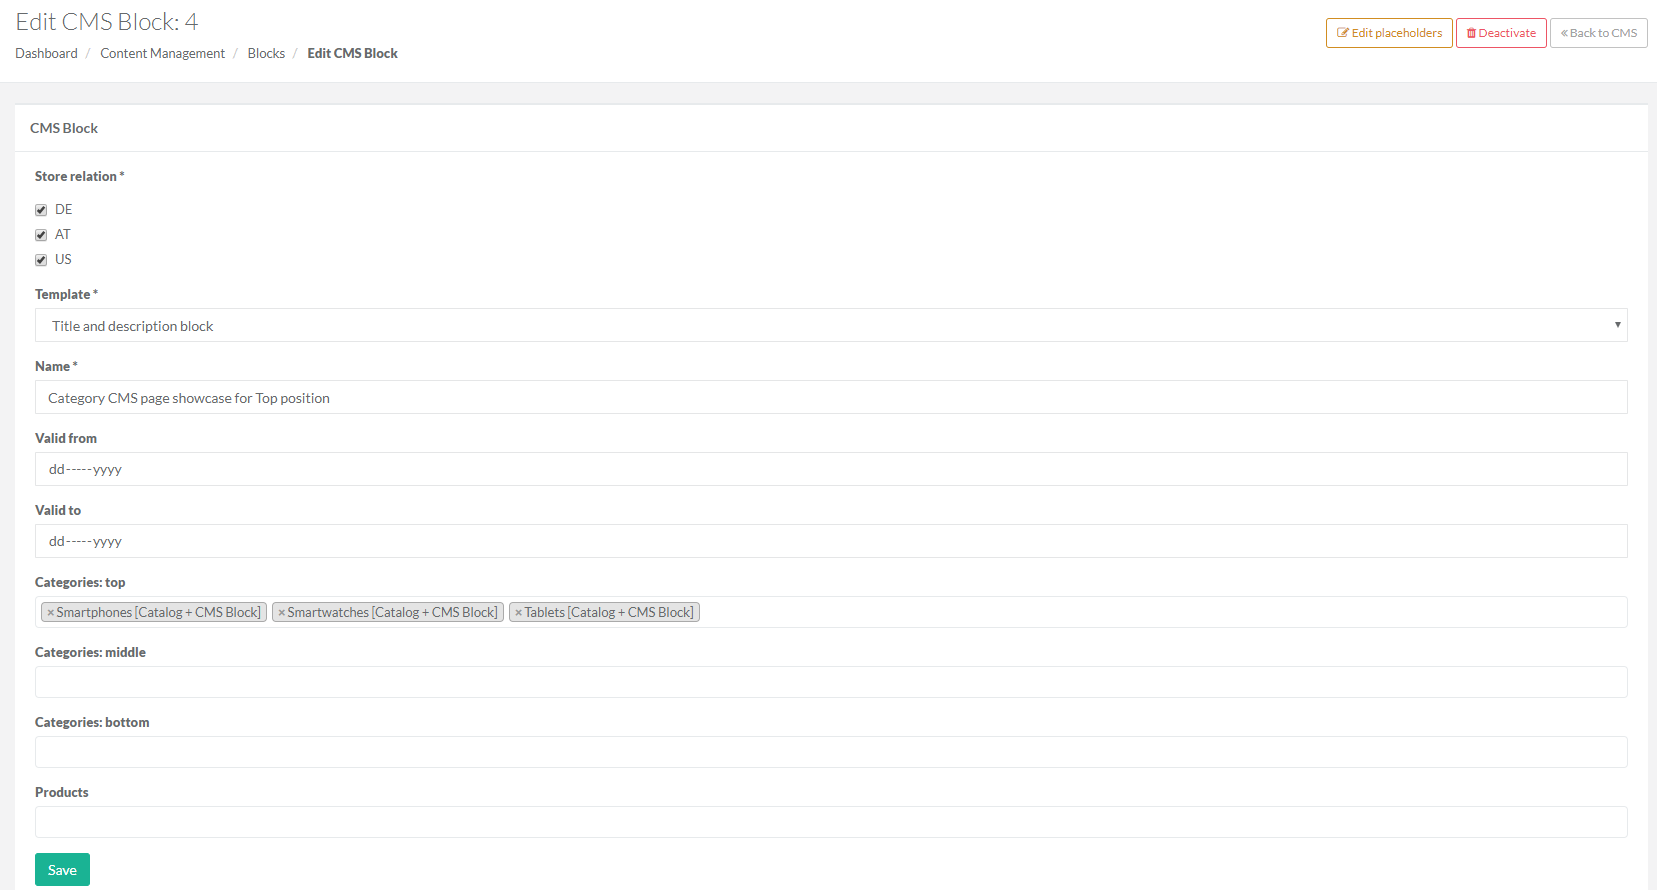 Edit CMS Block: 4
Edit placeholders Deactivate «Back to CMS
Dashboard / Content Management / Blocks / Edit CMS Block
CMS Block
Store relation *
DE
AT
US
Template *
Title and description block
Name *
Category CMS page showcase for Top position
Valid from
dd-----yyyy
Valid to
dd-----yyyy
Categories: top
×Smartphones [Catalog + CMS Block] ×Smartwatches [Catalog + CMS Block] ×Tablets [Catalog + CMS Block]
Categories: middle
Categories: bottom
Products
Save